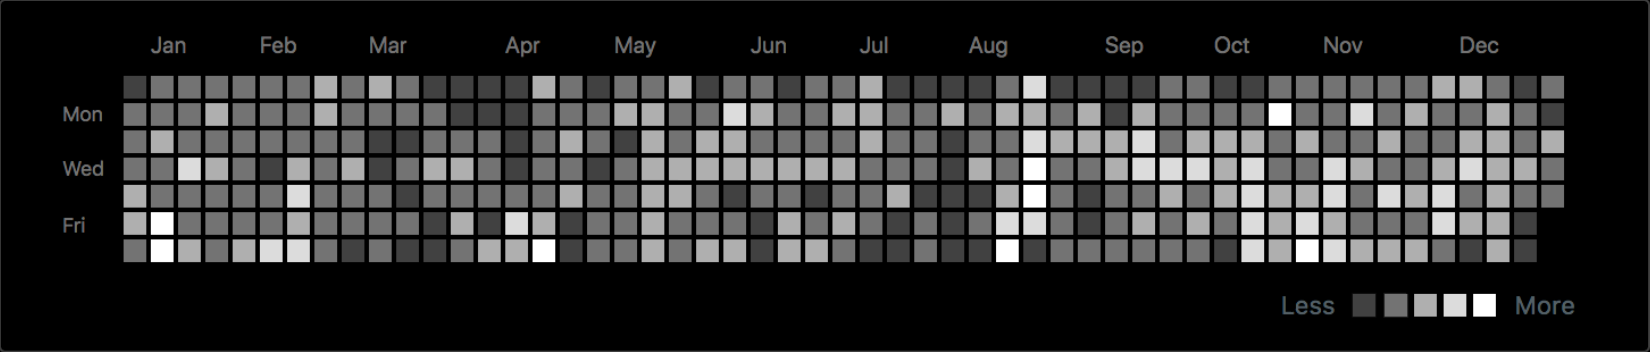 Jan Feb Mar Apr May Jun Jul Aug Sep Oct Nov Dec
Mon
Wed
Fri
Less More